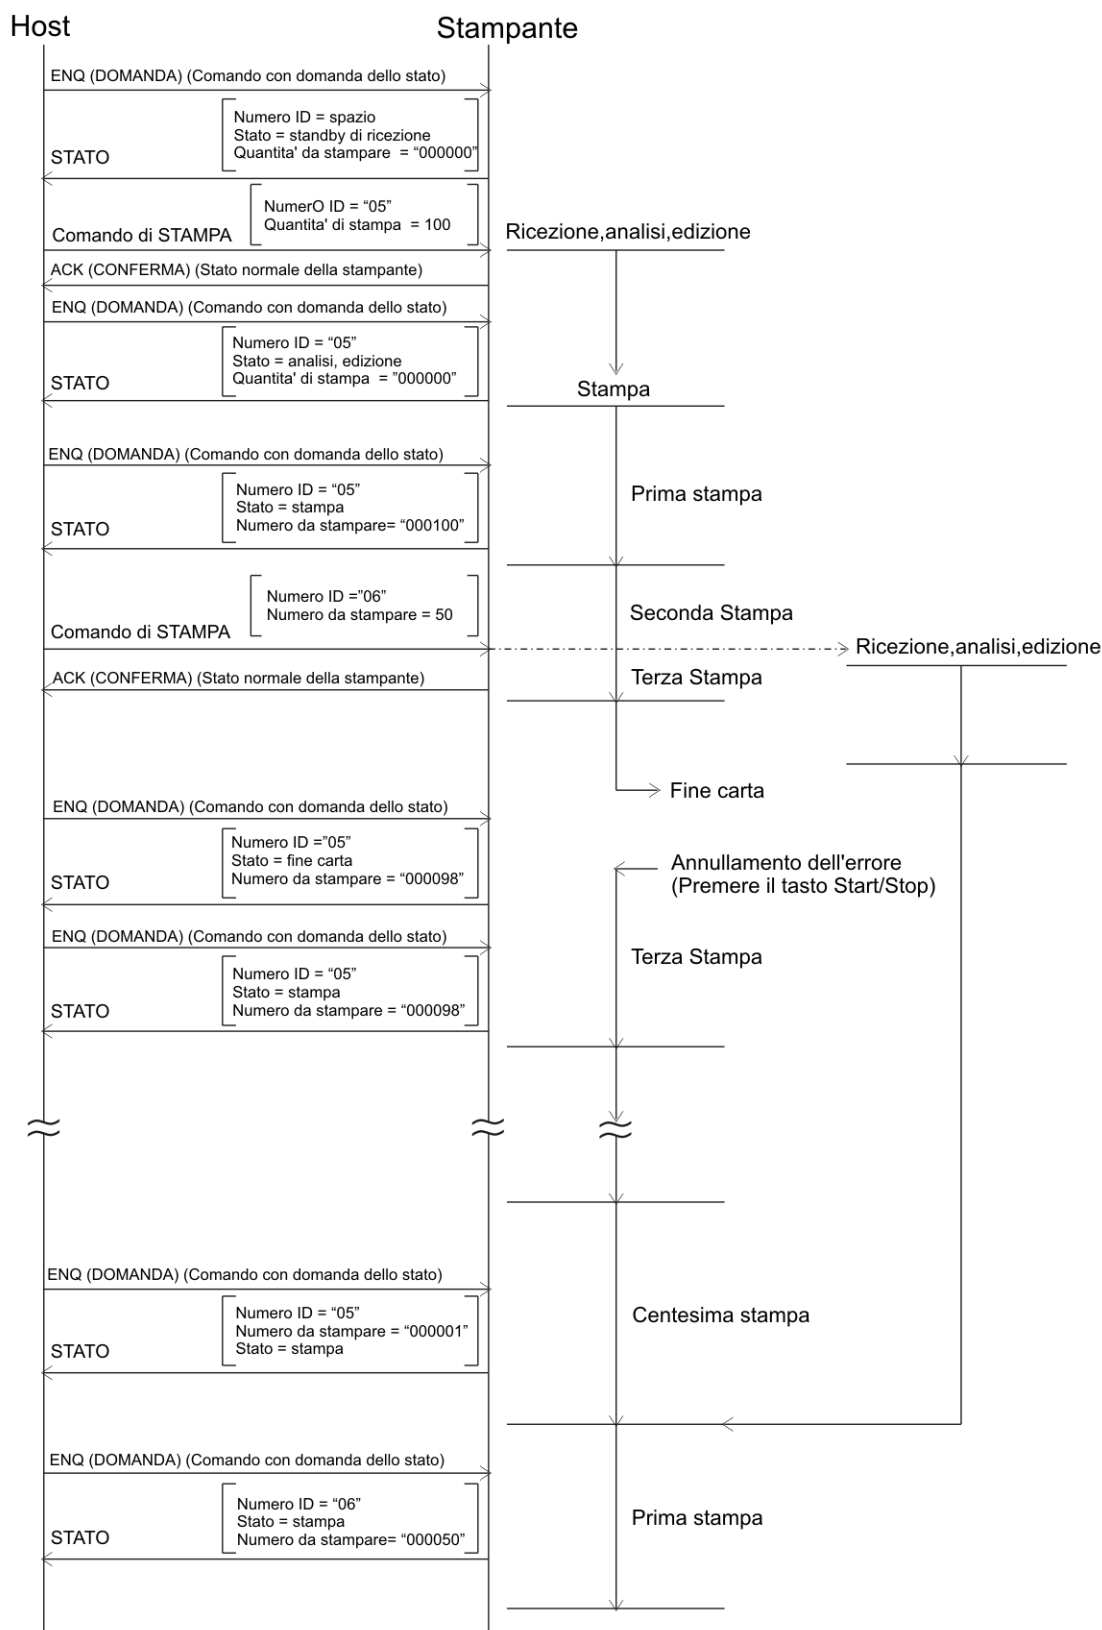 Host
Stampante
ENQ (DOMANDA) (Comando con domanda dello stato)
Numero ID = spazio
Stato = standby di ricezione
Quantita' da stampare = “000000”
STATO
NumerO ID = “05”
Quantita' di stampa = 100
Comando di STAMPA
Ricezione,analisi,edizione
ACK (CONFERMA) (Stato normale della stampante)
ENQ (DOMANDA) (Comando con domanda dello stato)
Numero ID = “05”
Stato = analisi, edizione
Quantita' di stampa = ”000000”
STATO
Stampa
ENQ (DOMANDA) (Comando con domanda dello stato)
Numero ID = “05”
Stato = stampa
Numero da stampare= “000100”
STATO
Prima stampa
Numero ID =”06”
Numero da stampare = 50
Comando di STAMPA
Seconda Stampa
Ricezione,analisi,edizione
ACK (CONFERMA) (Stato normale della stampante)
Terza Stampa
Fine carta
ENQ (DOMANDA) (Comando con domanda dello stato)
Numero ID =”05”
Stato = fine carta
Numero da stampare = “000098”
STATO
Annullamento dell'errore
(Premere il tasto Start/Stop)
ENQ (DOMANDA) (Comando con domanda dello stato)
Numero ID = “05”
Stato = stampa
Numero da stampare = “000098”
STATO
Terza Stampa
ENQ (DOMANDA) (Comando con domanda dello stato)
Numero ID = “05”
Numero da stampare = “000001”
Stato = stampa
STATO
Centesima stampa
ENQ (DOMANDA) (Comando con domanda dello stato)
Numero ID = “06”
Stato = stampa
Numero da stampare= “000050”
STATO
Prima stampa